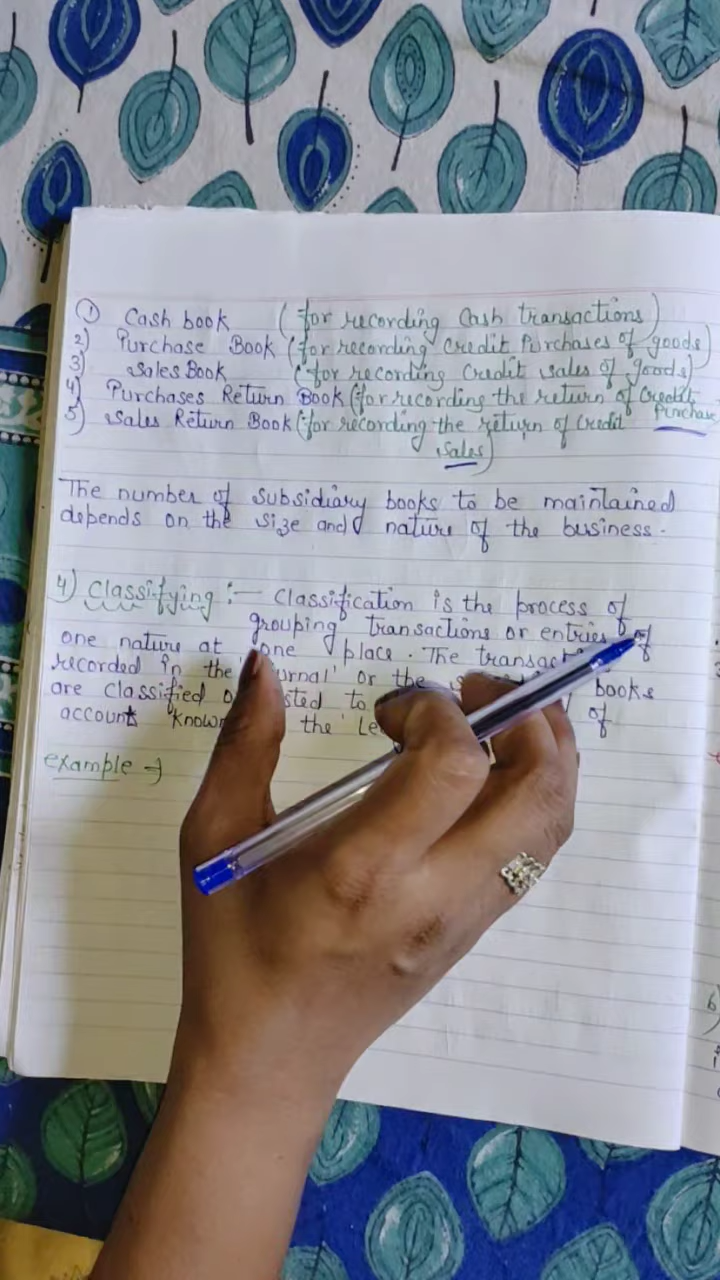 ① Cash book (for recording Cash transactions)
2) Purchase Book (for recording Credit Purchases of goods)
3) Sales Book (for recording Credit sales of goods)
4) Purchases Return Book (for recording the return of Credit Purchase
5) Sales Return Book (for recording the return of Credit
sales)
The number of subsidiary books to be maintained
depends on the size and nature of the business.
4) Classifying :- Classification is the process of
grouping transactions or entries of
one nature at one place. The
recorded in the or the books
are classified to of
account the
example →